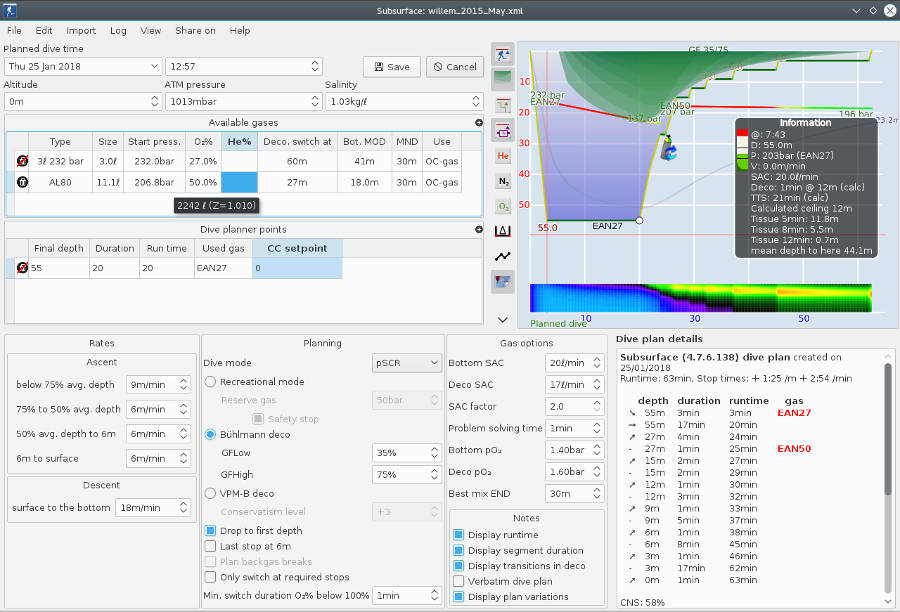 Subsurface: willem_2015_May.xml
File Edit Import Log View Share on Help
Planned dive time
Thu 25 Jan 2018 12:57 Save Cancel
Altitude ATM pressure Salinity
0m 1013mbar 1.03kg/ℓ
Available gases
Type Size Start press. O₂% He% Deco. switch at Bot. MOD MND Use
3ℓ 232 bar 3.0ℓ 232.0bar 27.0% 60m 41m 30m OC-gas
AL80 11.1ℓ 206.8bar 50.0% 27m 18.0m 30m OC-gas
2242 ℓ (Z=1.010)
Dive planner points
Final depth Duration Run time Used gas CC setpoint
55 20 20 EAN27 0
He
N₂
O₂
GF 35/75
10
20
30
40
50
232 bar
EAN27
137 bar
EAN50
207 bar
196 bar
23.2m
55.0
EAN27
Information
@: 7:43
D: 55.0m
P: 203bar (EAN27)
V: 0.0m/min
SAC: 20.0ℓ/min
Deco: 1min @ 12m (calc)
TTS: 21min (calc)
Calculated ceiling 12m
Tissue 5min: 11.8m
Tissue 8min: 5.5m
Tissue 12min: 0.7m
mean depth to here 44.1m
10 30 50
Planned dive
Rates
Ascent
below 75% avg. depth 9m/min
75% to 50% avg. depth 6m/min
50% avg. depth to 6m 6m/min
6m to surface 6m/min
Descent
surface to the bottom 18m/min
Planning
Dive mode pSCR
Recreational mode
Reserve gas 50bar
Safety stop
Bühlmann deco
GFLow 35%
GFHigh 75%
VPM-B deco
Conservatism level +3
Drop to first depth
Last stop at 6m
Plan backgas breaks
Only switch at required stops
Min. switch duration O₂% below 100% 1min
Gas options
Bottom SAC 20ℓ/min
Deco SAC 17ℓ/min
SAC factor 2.0
Problem solving time 1min
Bottom pO₂ 1.40bar
Deco pO₂ 1.60bar
Best mix END 30m
Notes
Display runtime
Display segment duration
Display transitions in deco
Verbatim dive plan
Display plan variations
Dive plan details
Subsurface (4.7.6.138) dive plan created on
25/01/2018
Runtime: 63min, Stop times: + 1:25 /m + 2:54 /min
depth duration runtime gas
➘ 55m 3min 3min EAN27
➙ 55m 17min 20min
➚ 27m 4min 24min
- 27m 1min 25min EAN50
➚ 15m 2min 27min
- 15m 2min 29min
➚ 12m 1min 30min
- 12m 3min 32min
➚ 9m 1min 33min
- 9m 5min 37min
➚ 6m 1min 38min
- 6m 8min 45min
➚ 3m 1min 46min
- 3m 17min 62min
➚ 0m 1min 63min
CNS: 58%